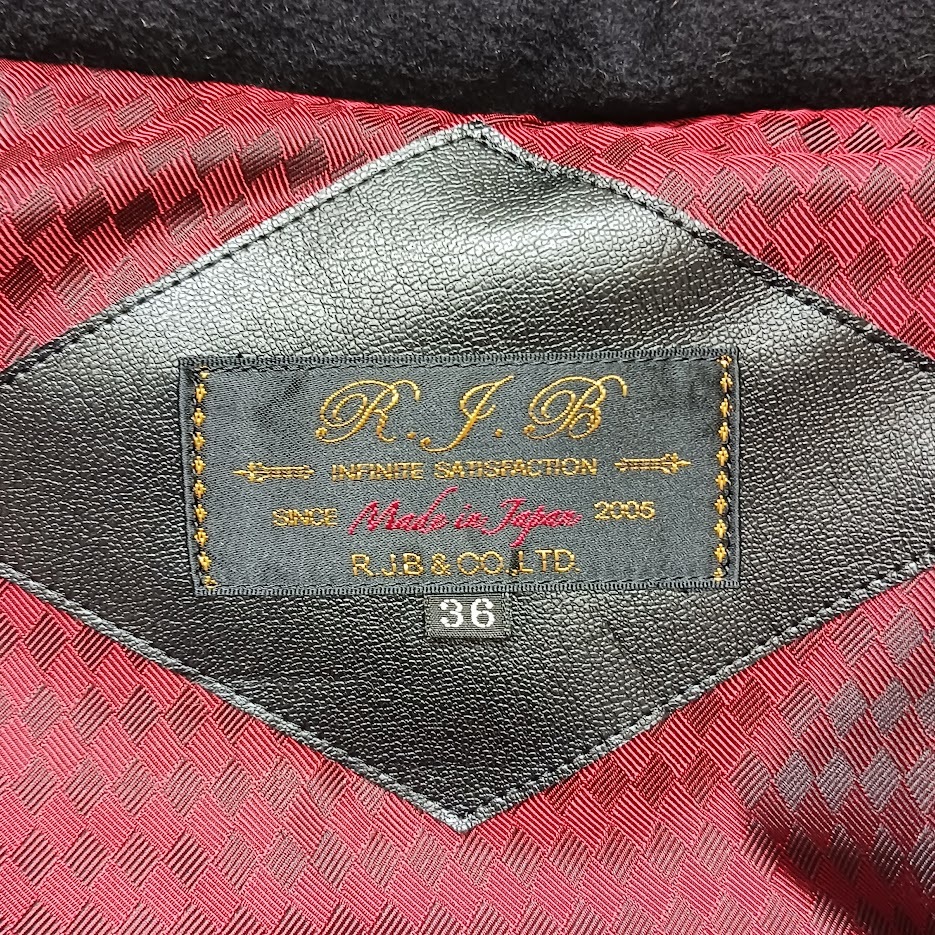 R.J.B
INFINITE SATISFACTION
SINCE Made in Japan 2005
R.J.B & CO.,LTD.
36